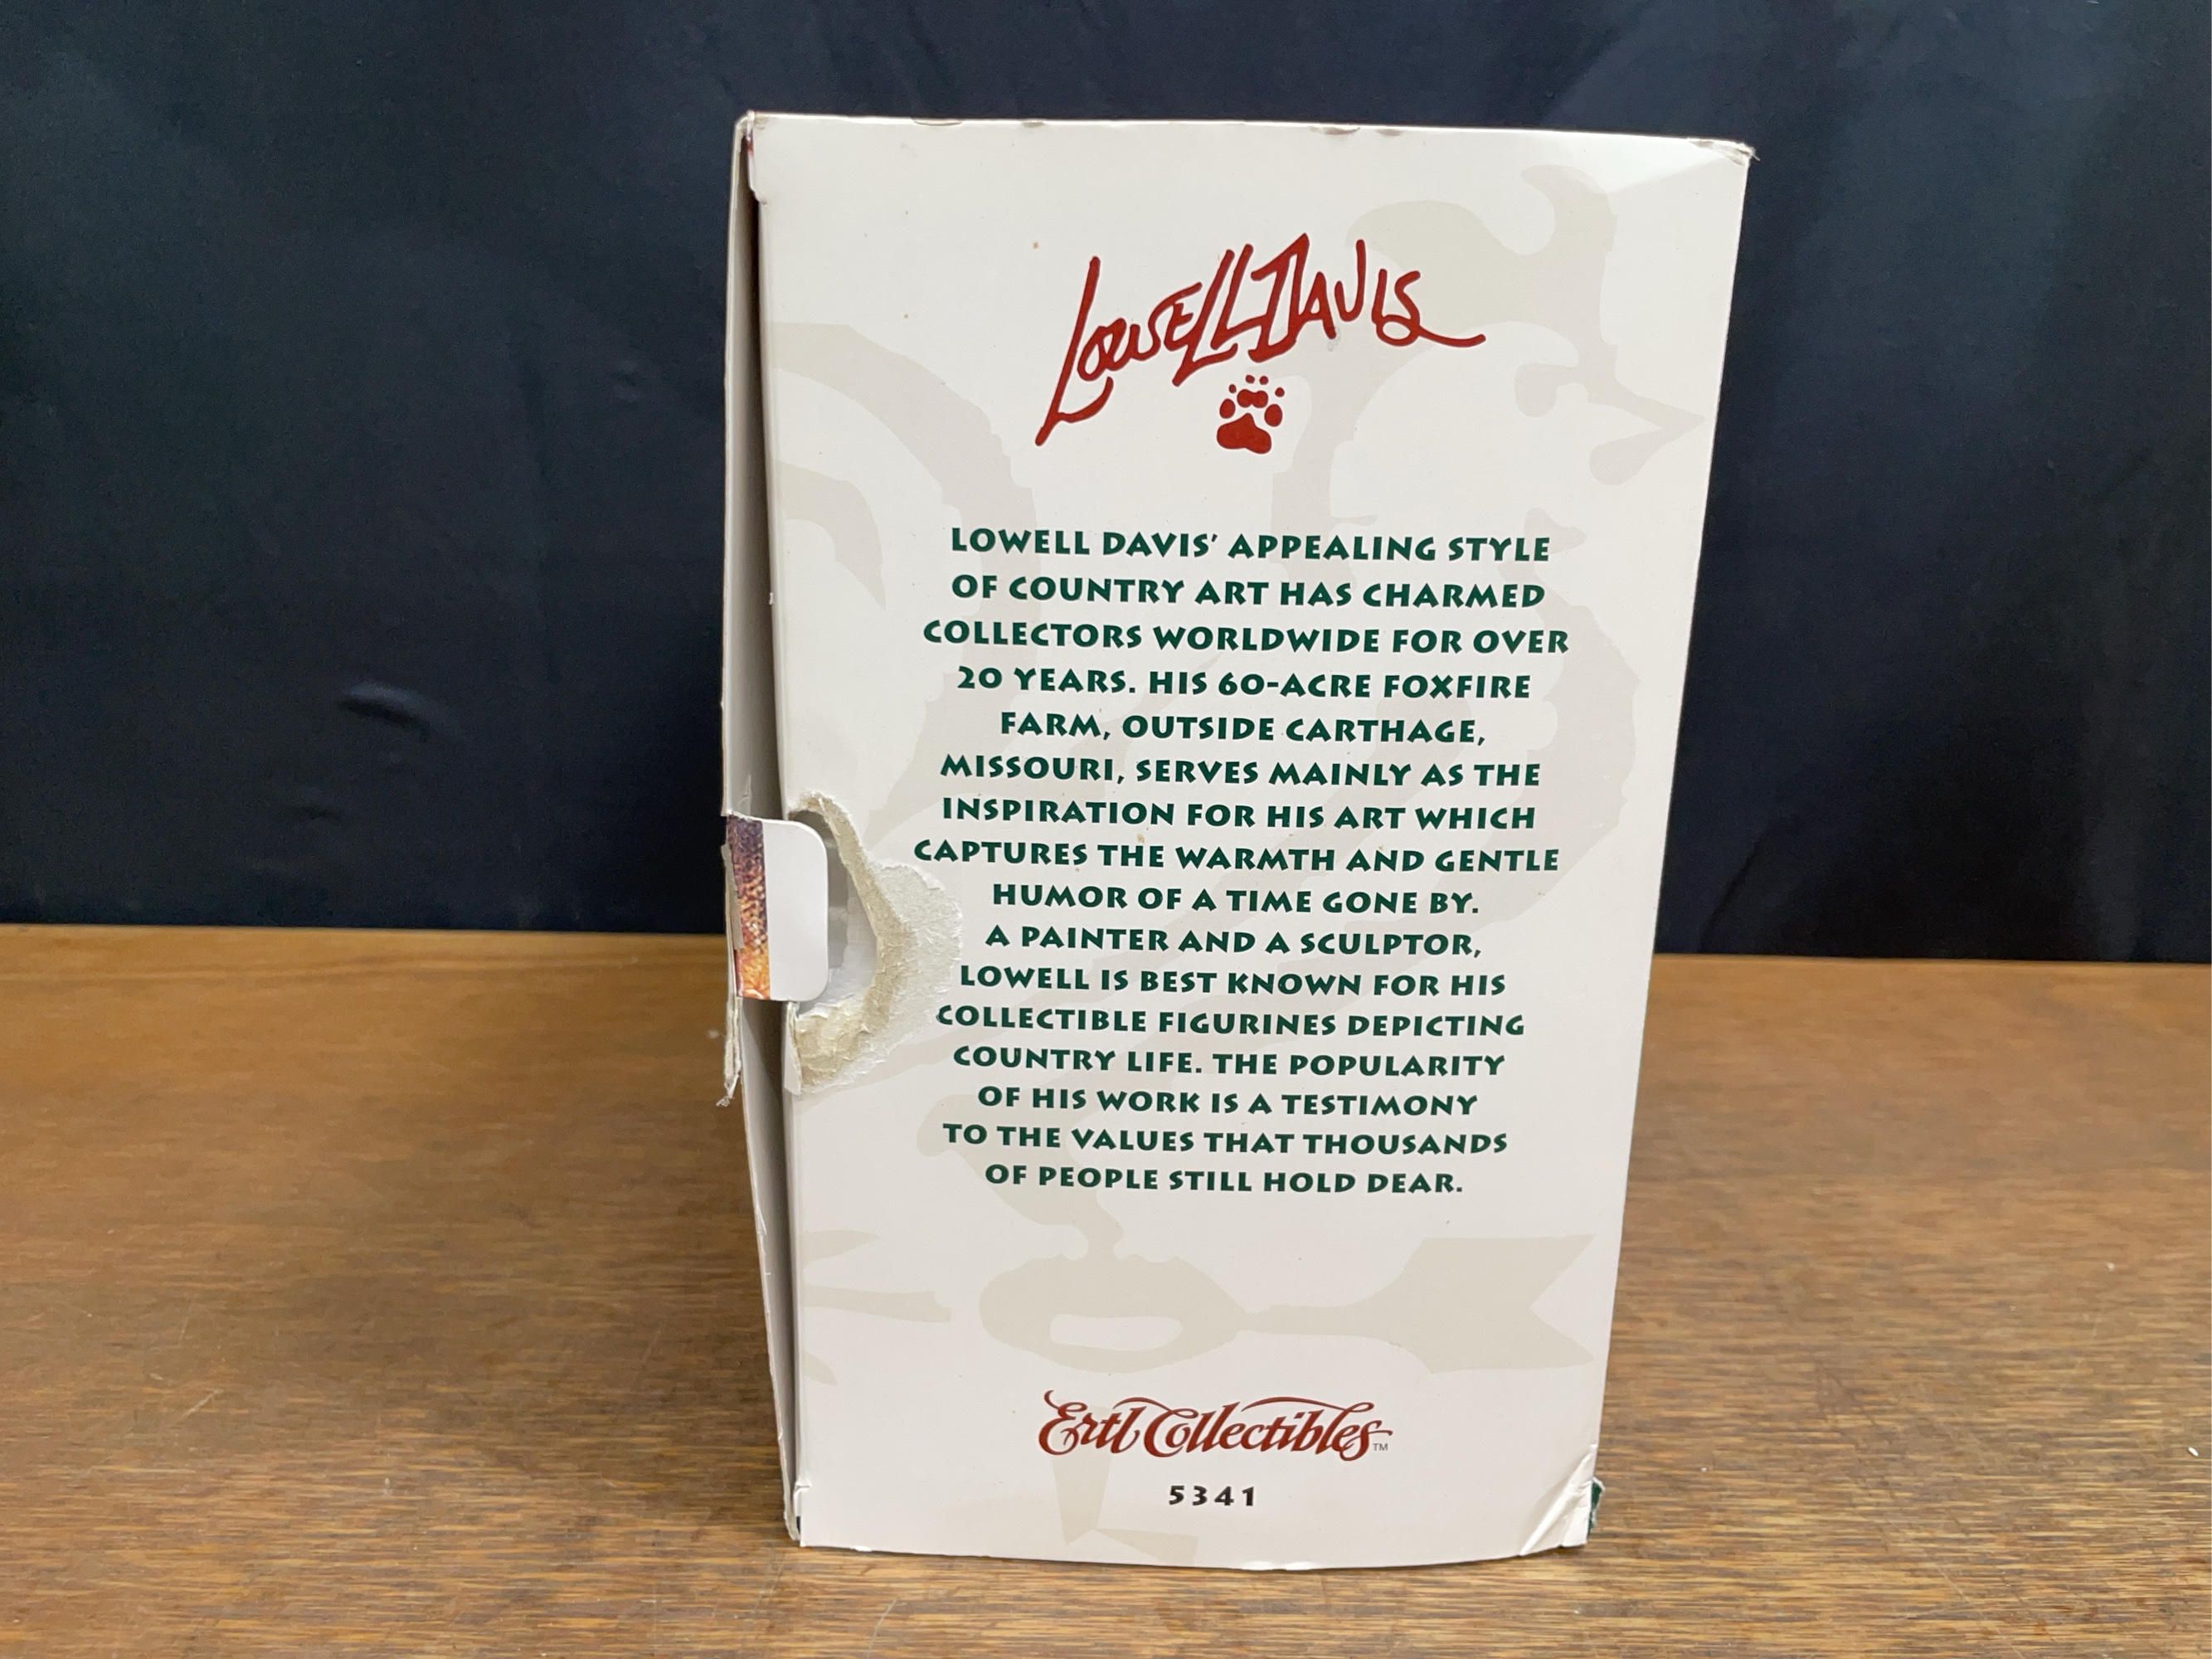 Lowell Davis
LOWELL DAVIS' APPEALING STYLE
OF COUNTRY ART HAS CHARMED
COLLECTORS WORLDWIDE FOR OVER
20 YEARS. HIS 60-ACRE FOXFIRE
FARM, OUTSIDE CARTHAGE,
MISSOURI, SERVES MAINLY AS THE
INSPIRATION FOR HIS ART WHICH
CAPTURES THE WARMTH AND GENTLE
HUMOR OF A TIME GONE BY.
A PAINTER AND A SCULPTOR,
LOWELL IS BEST KNOWN FOR HIS
COLLECTIBLE FIGURINES DEPICTING
COUNTRY LIFE. THE POPULARITY
OF HIS WORK IS A TESTIMONY
TO THE VALUES THAT THOUSANDS
OF PEOPLE STILL HOLD DEAR.
Ertl Collectibles™
5341